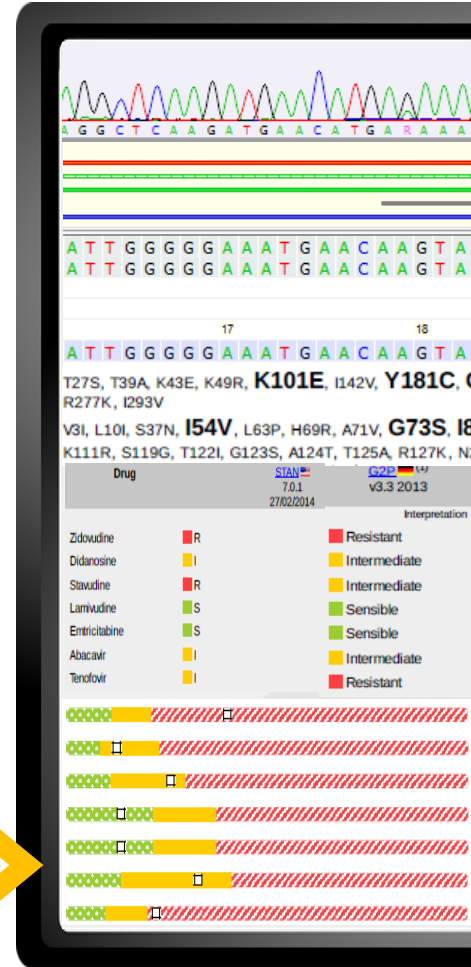 A G G C T C A A G A T G A A C A T G A R A A A
A T T G G G G G A A A T G A A C A A G T A
A T T G G G G G A A A T G A A C A A G T A
17 18
A T T G G G G G A A A T G A A C A A G T A
T27S, T39A, K43E, K49R, K101E, I142V, Y181C,
R277K, I293V
V3I, L10I, S37N, I54V, L63P, H69R, A71V, G73S,
K111R, S119G, T122I, G123S, A124T, T125A, R127K,
Drug STAN G2P (1)
7.0.1 v3.3 2013
27/02/2014
Interpretation
Zidovudine R Resistant
Didanosine I Intermediate
Stavudine R Intermediate
Lamivudine S Sensible
Emtricitabine S Sensible
Abacavir I Intermediate
Tenofovir I Resistant